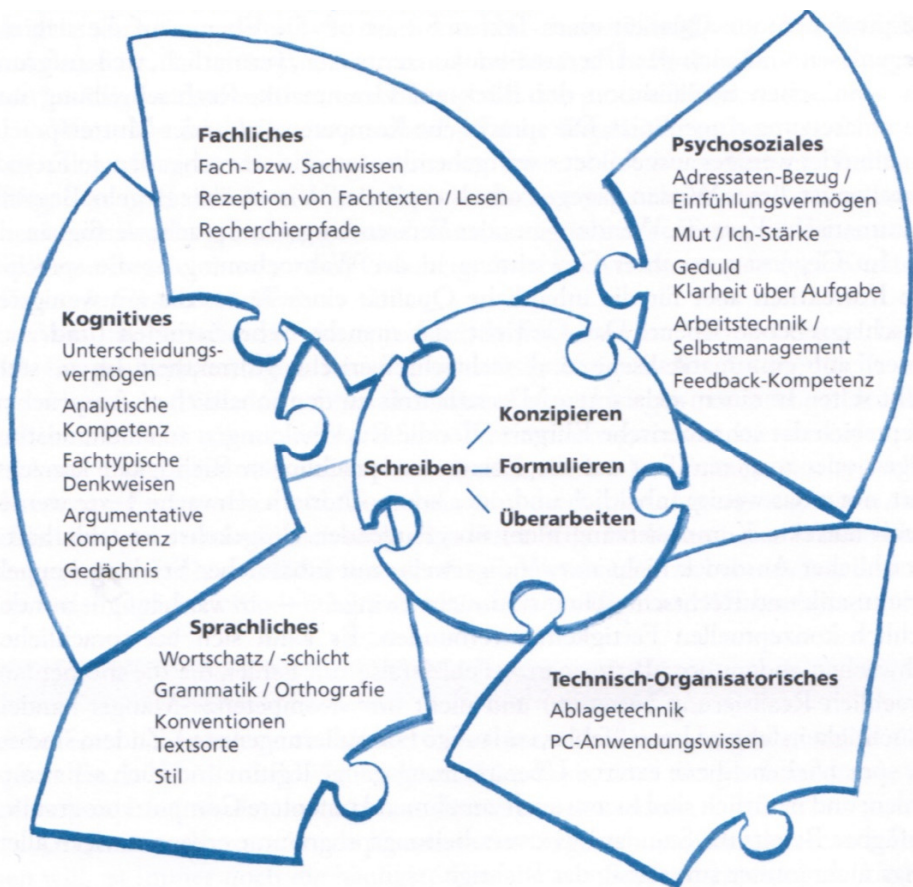 Fachliches
Fach- bzw. Sachwissen
Rezeption von Fachtexten / Lesen
Recherchierpfade
Psychosoziales
Adressaten-Bezug /
Einfühlungsvermögen
Mut / Ich-Stärke
Geduld
Klarheit über Aufgabe
Arbeitstechnik /
Selbstmanagemt
Feedback-Kompetenz
Kognitives
Unterscheidungs-
vermögen
Analytische
Kompetenz
Fachtypische
Denkweisen
Argumentative
Kompetenz
Gedächnis
Konzipieren
Schreiben – Formulieren
Überarbeiten
Sprachliches
Wortschatz / -schicht
Grammatik / Orthografie
Konventionen
Textsorte
Stil
Technisch-Organisatorisches
Ablagetechnik
PC-Anwendungswissen